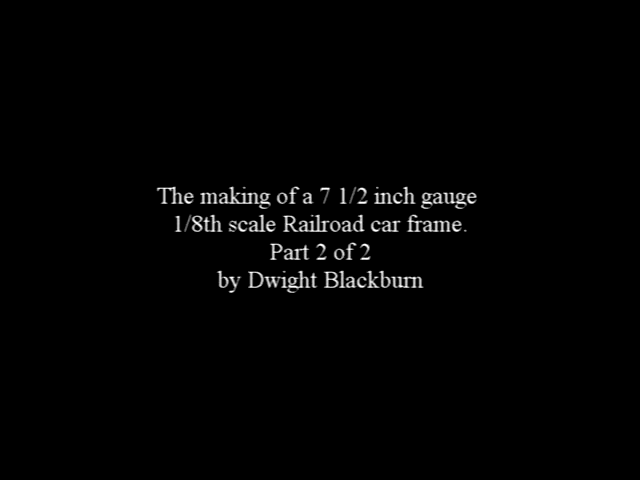 The making of a 7 1/2 inch gauge
1/8th scale Railroad car frame.
Part 2 of 2
by Dwight Blackburn